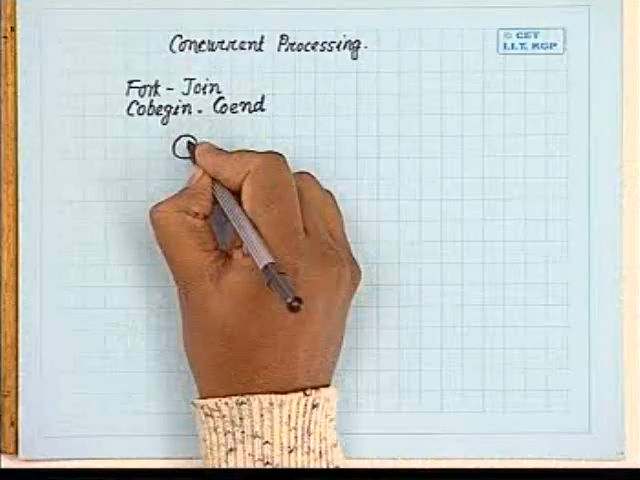 Concurrent Processing.
© CET
I.I.T, KGP
Fork - Join
Cobegin - Coend